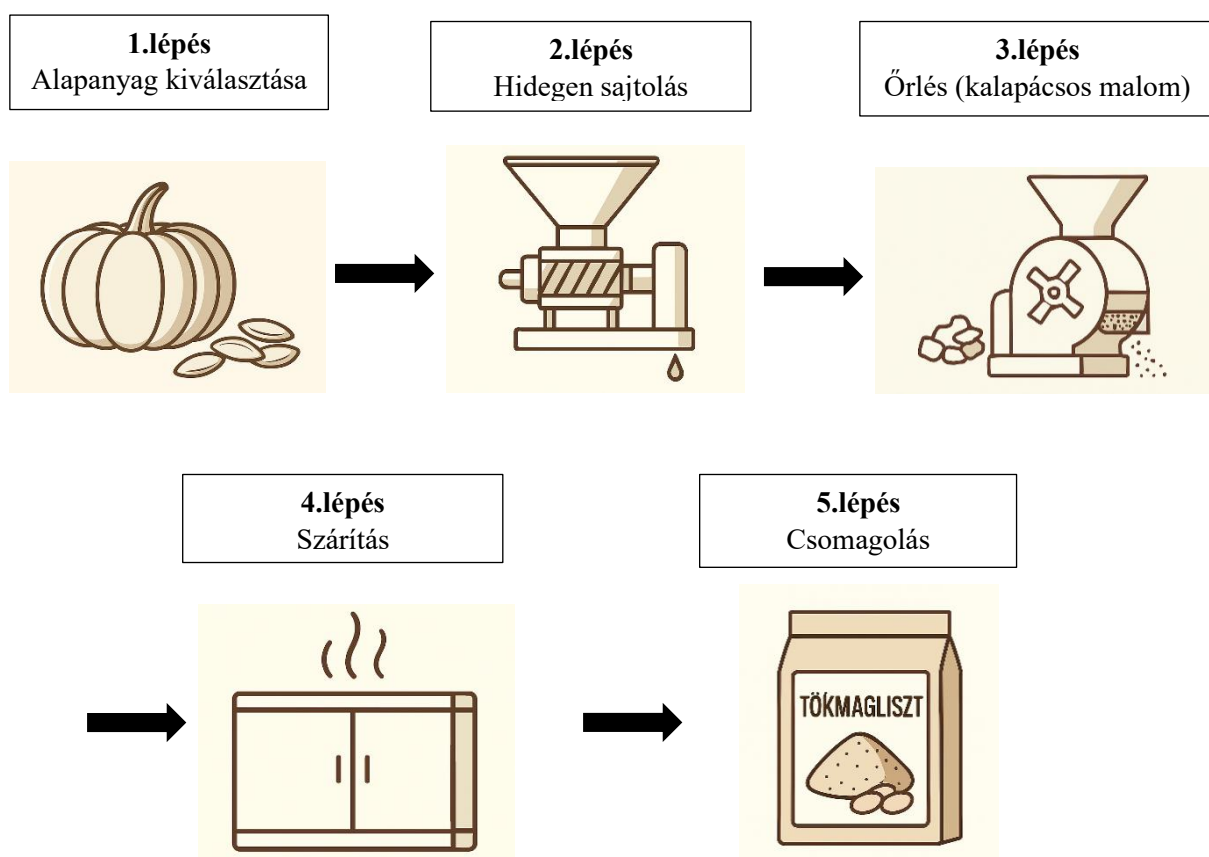 1.lépés
Alapanyag kiválasztása
2.lépés
Hidegen sajtolás
3.lépés
Őrlés (kalapácsos malom)
4.lépés
Szárítás
5.lépés
Csomagolás
TÖKMAGLISZT